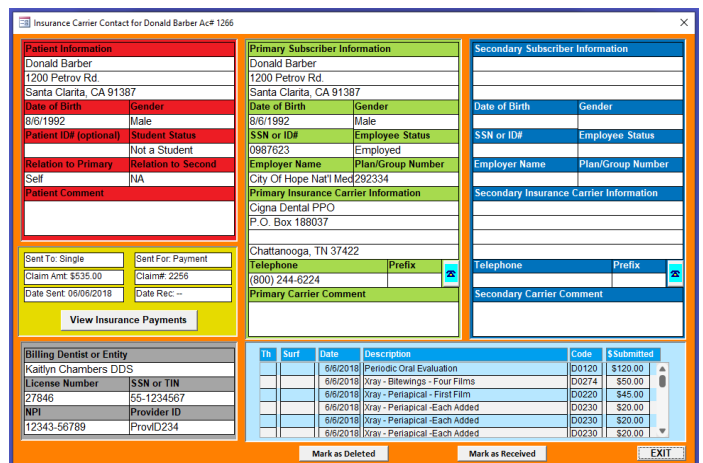 Insurance Carrier Contact for Donald Barber Ac# 1266
Patient Information
Donald Barber
1200 Petrov Rd.
Santa Clarita, CA 91387
Date of Birth Gender
8/6/1992 Male
Patient ID# (optional) Student Status
Not a Student
Relation to Primary Relation to Second
Self NA
Patient Comment
Sent To: Single Sent For: Payment
Claim Amt: $535.00 Claim#: 2256
Date Sent: 06/06/2018 Date Rec: --
View Insurance Payments
Billing Dentist or Entity
Kaitlyn Chambers DDS
License Number SSN or TIN
27846 55-1234567
NPI Provider ID
12343-56789 ProvID234
Primary Subscriber Information
Donald Barber
1200 Petrov Rd.
Santa Clarita, CA 91387
Date of Birth Gender
8/6/1992 Male
SSN or ID# Employee Status
0987623 Employed
Employer Name Plan/Group Number
City Of Hope Nat'l Med 292334
Primary Insurance Carrier Information
Cigna Dental PPO
P.O. Box 188037
Chattanooga, TN 37422
Telephone Prefix
(800) 244-6224
Primary Carrier Comment
Secondary Subscriber Information
Date of Birth Gender
SSN or ID# Employee Status
Employer Name Plan/Group Number
Secondary Insurance Carrier Information
Telephone Prefix
Secondary Carrier Comment
Th Surf Date Description Code $Submitted
6/6/2018 Periodic Oral Evaluation D0120 $120.00
6/6/2018 Xray - Bitewings - Four Films D0274 $50.00
6/6/2018 Xray - Periapical - First Film D0220 $45.00
6/6/2018 Xray - Periapical -Each Added D0230 $20.00
6/6/2018 Xray - Periapical -Each Added D0230 $20.00
6/6/2018 Xray - Periapical -Each Added D0230 $20.00
Mark as Deleted Mark as Received EXIT